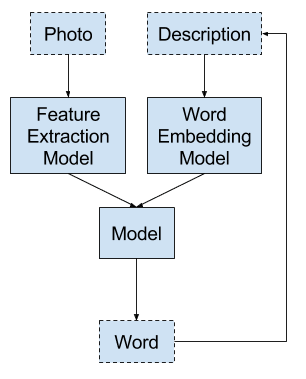 Photo
Description
Feature
Extraction
Model
Word
Embedding
Model
Model
Word